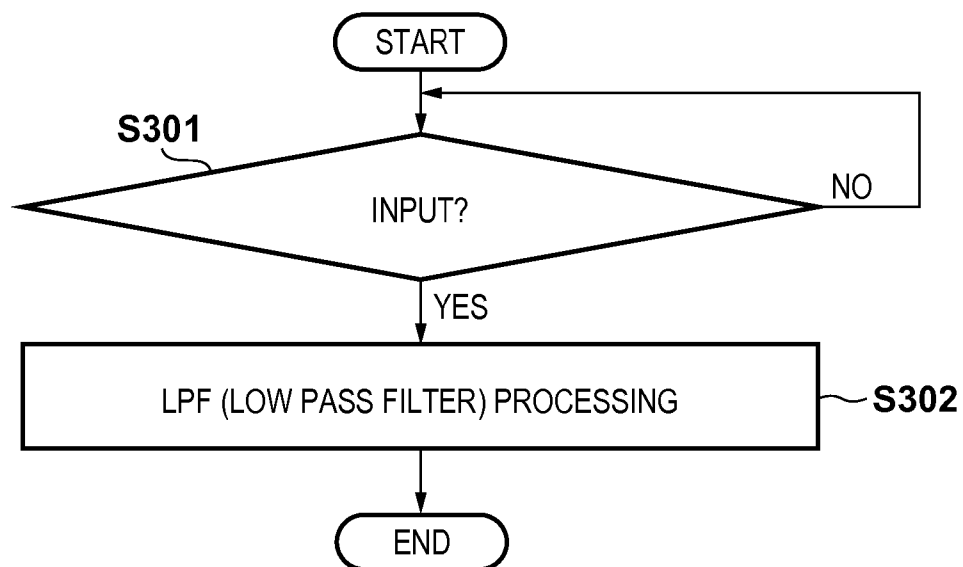 START
S301
INPUT?
NO
YES
LPF (LOW PASS FILTER) PROCESSING
S302
END